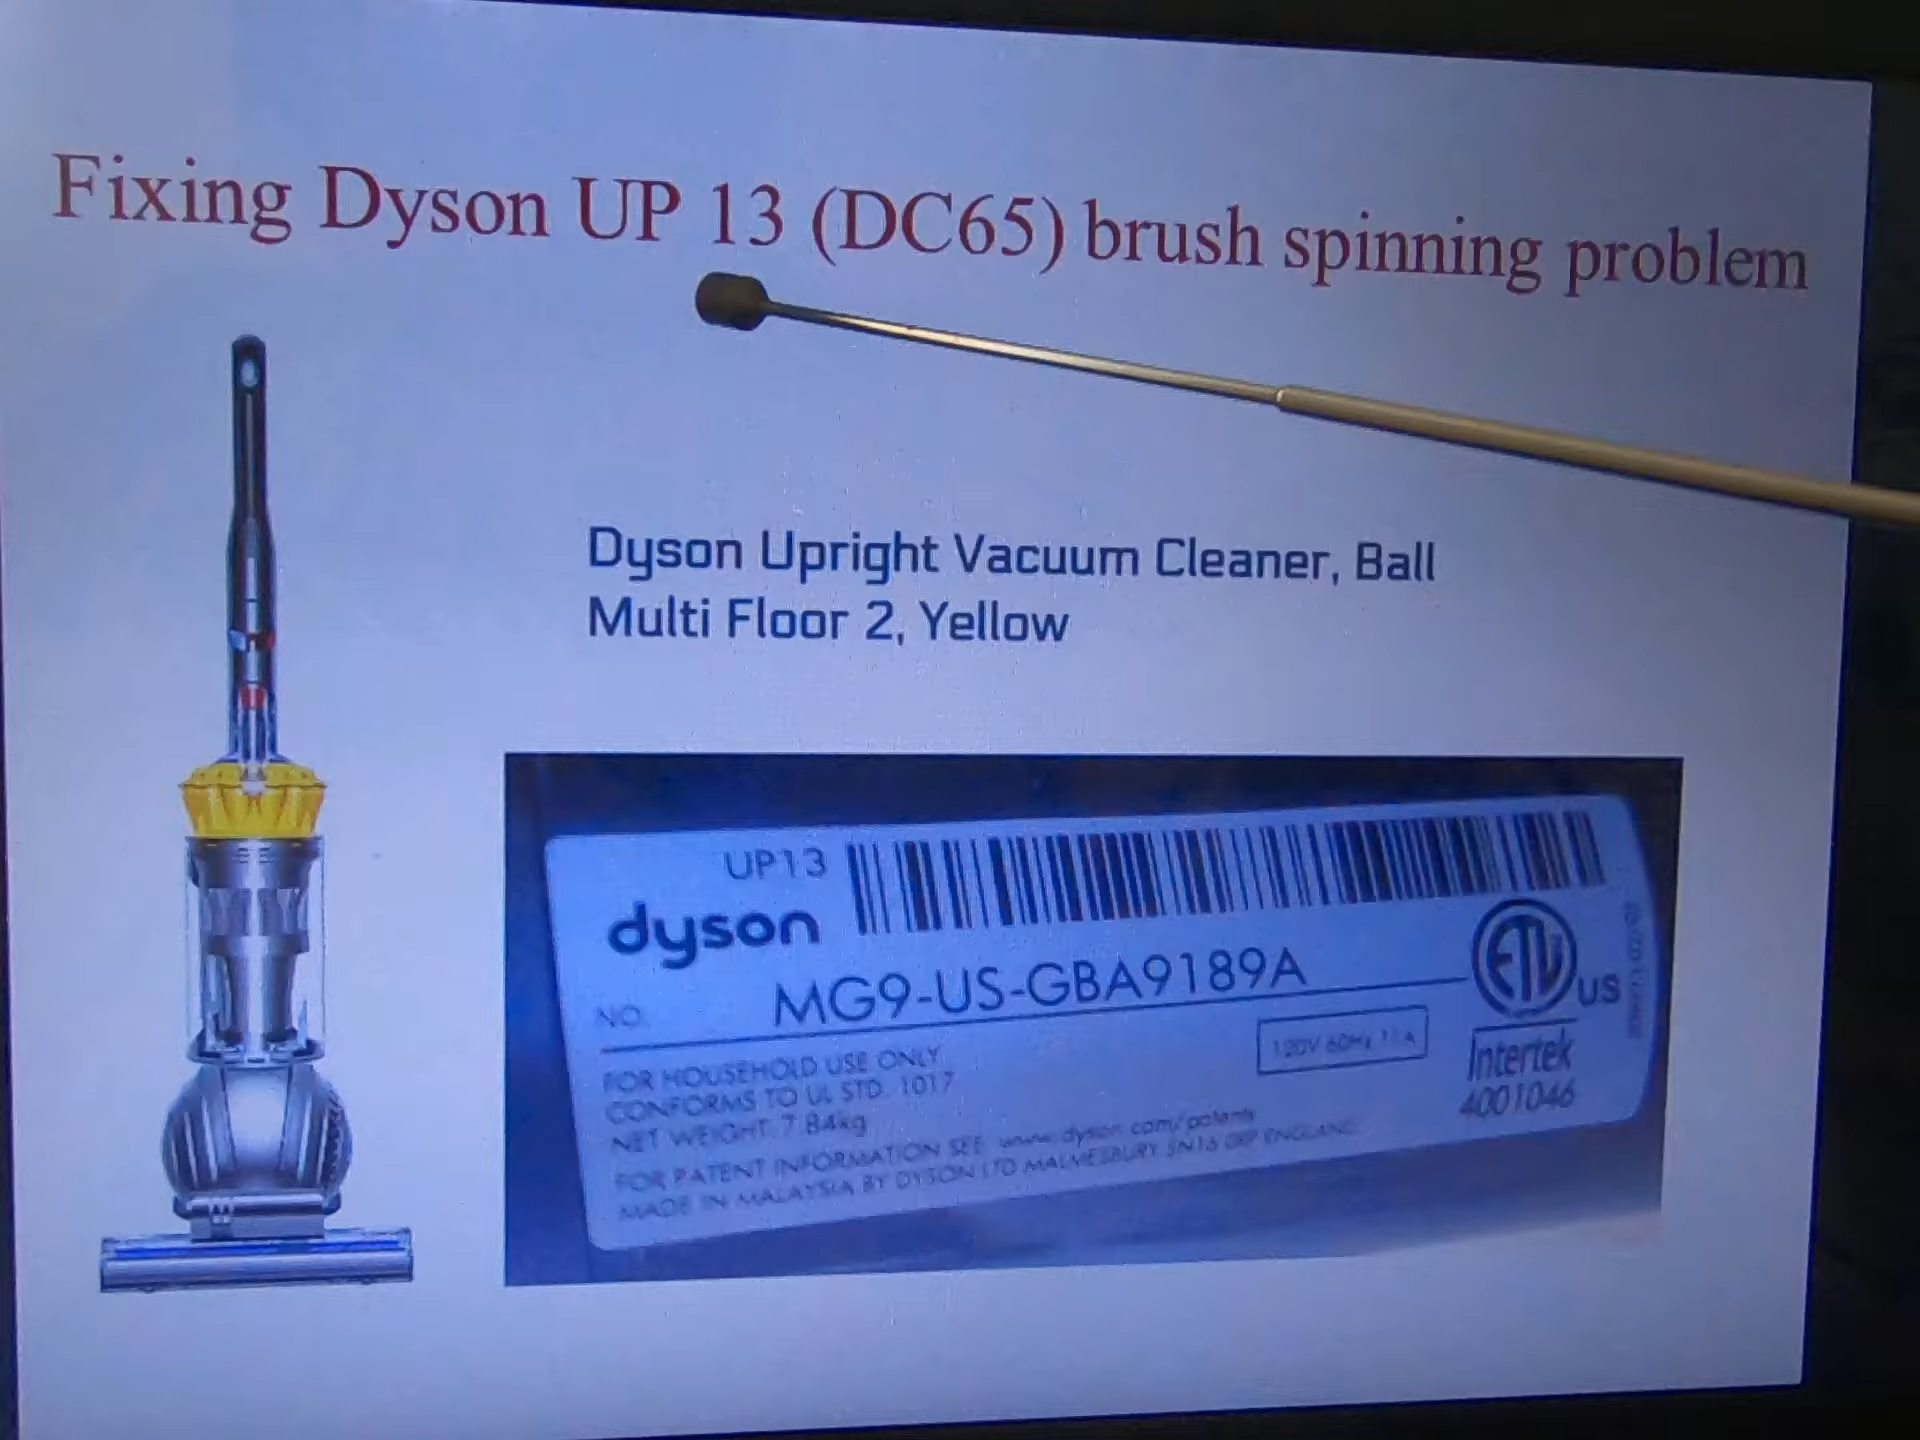 Fixing Dyson UP 13 (DC65) brush spinning problem
Dyson Upright Vacuum Cleaner, Ball
Multi Floor 2, Yellow
UP13
dyson
NO. MG9-US-GBA9189A
ETL US
120V 60Hz 11A
Intertek
4001046
FOR HOUSEHOLD USE ONLY
CONFORMS TO UL STD. 1017
NET WEIGHT 7.84kg
FOR PATENT INFORMATION SEE www.dyson.com/patents
MADE IN MALAYSIA BY DYSON LTD MALMESBURY SN16 0RP ENGLAND